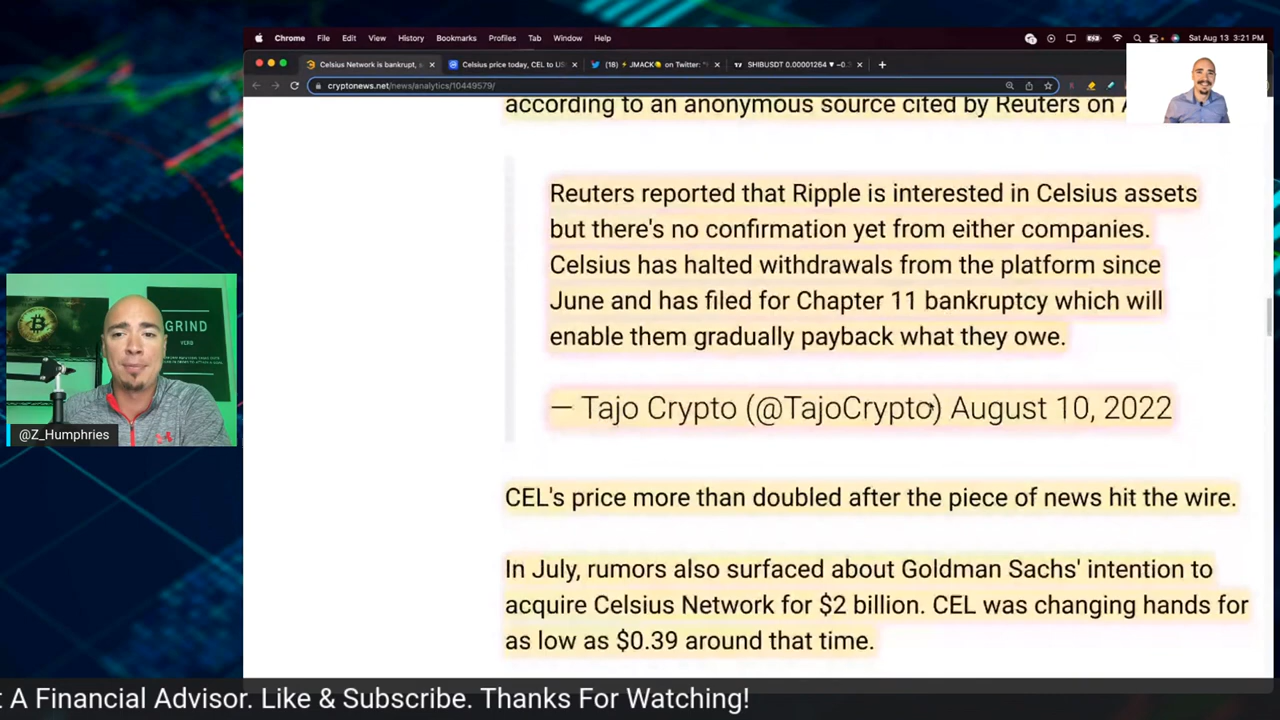 Chrome File Edit View History Bookmarks Profiles Tab Window Help Sat Aug 13 3:21 PM
Celsius Network is bankrupt, Celsius price today, CEL to US (18) ⚡ JMACK on Twitter: SHIBUSDT 0.00001264 ▼
cryptonews.net/news/analytics/10449579/
according to an anonymous source cited by Reuters on
Reuters reported that Ripple is interested in Celsius assets
but there's no confirmation yet from either companies.
Celsius has halted withdrawals from the platform since
June and has filed for Chapter 11 bankruptcy which will
enable them gradually payback what they owe.
— Tajo Crypto (@TajoCrypto) August 10, 2022
CEL's price more than doubled after the piece of news hit the wire.
In July, rumors also surfaced about Goldman Sachs' intention to
acquire Celsius Network for $2 billion. CEL was changing hands for
as low as $0.39 around that time.
GRIND
VERB
@Z_Humphries
A Financial Advisor. Like & Subscribe. Thanks For Watching!